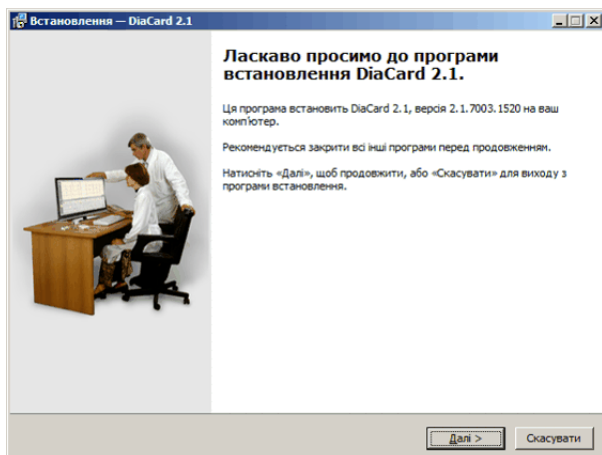 Встановлення — DiaCard 2.1
Ласкаво просимо до програми
встановлення DiaCard 2.1.
Ця програма встановить DiaCard 2.1, версія 2.1.7003.1520 на ваш
комп'ютер.
Рекомендується закрити всі інші програми перед продовженням.
Натисніть «Далі», щоб продовжити, або «Скасувати» для виходу з
програми встановлення.
Далі >
Скасувати